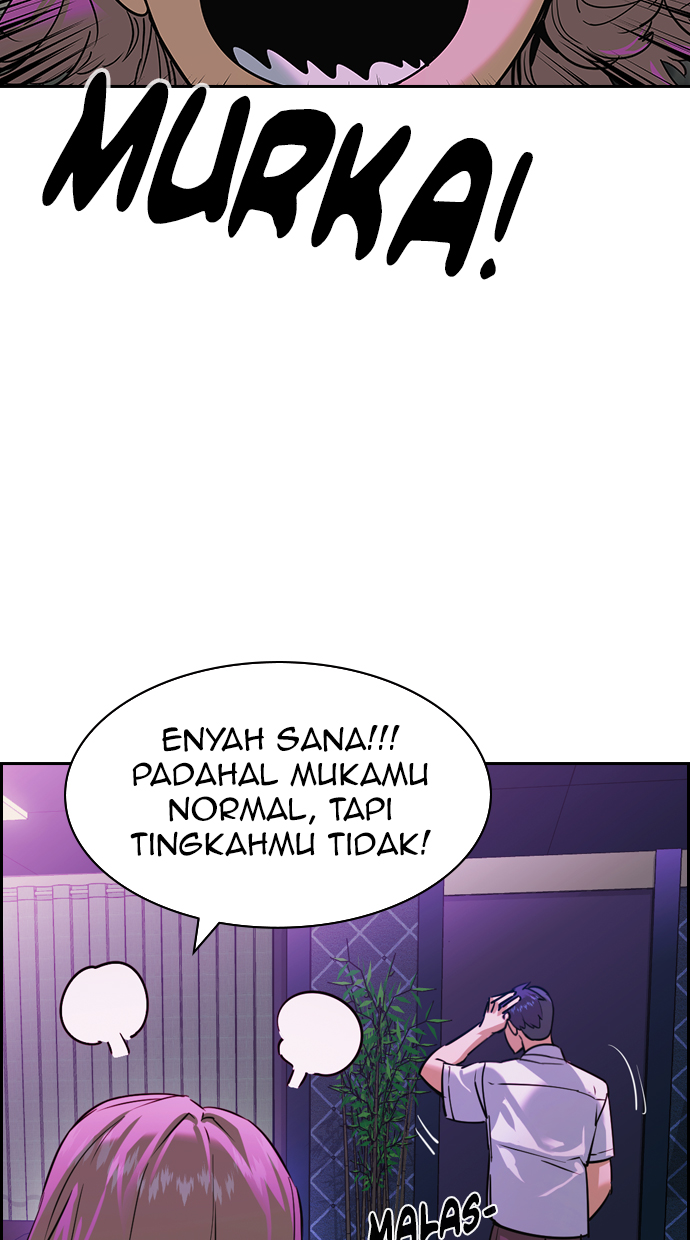 MURKA!
ENYAH SANA!!!
PADAHAL MUKAMU
NORMAL, TAPI
TINGKAHMU TIDAK!
MALAS-